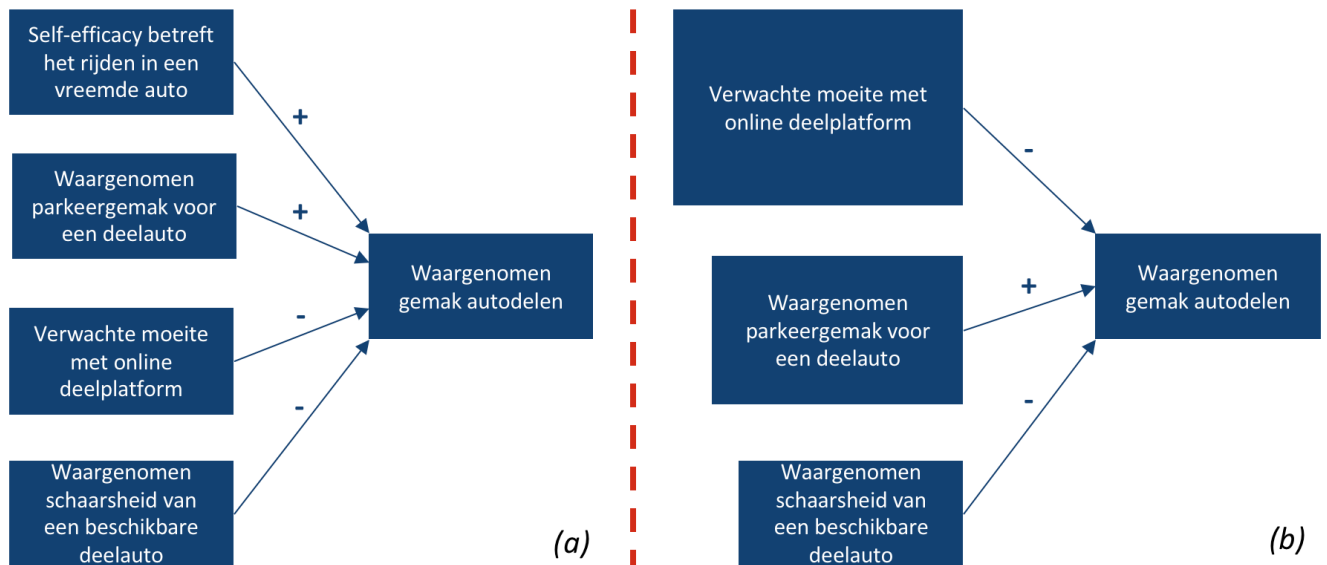 Self-efficacy betreft
het rijden in een
vreemde auto
+
Waargenomen
parkeergemak voor
een deelauto
+
Verwachte moeite
met online
deelplatform
-
Waargenomen
schaarsheid van
een beschikbare
deelauto
-
Waargenomen
gemak autodelen
(a)
Verwachte moeite met
online deelplatform
-
Waargenomen
parkeergemak voor
een deelauto
+
Waargenomen
schaarsheid van
een beschikbare
deelauto
-
Waargenomen
gemak autodelen
(b)